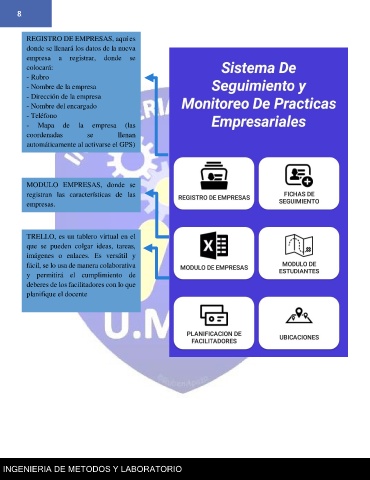 8
REGISTRO DE EMPRESAS, aquí es
donde se llenará los datos de la nueva
empresa a registrar, donde se
colocará:
- Rubro
- Nombre de la empresa
- Dirección de la empresa
- Nombre del encargado
- Teléfono
- Mapa de la empresa (las
coordenadas se llenan
automáticamente al activarse el GPS)
MODULO EMPRESAS, donde se
registran las características de las
empresas.
TRELLO, es un tablero virtual en el
que se pueden colgar ideas, tareas,
imágenes o enlaces. Es versátil y
fácil, se lo usa de manera colaborativa
y permitirá el cumplimiento de
deberes de los facilitadores con lo que
planifique el docente
Sistema De
Seguimiento y
Monitoreo De Practicas
Empresariales
REGISTRO DE EMPRESAS
FICHAS DE
SEGUIMIENTO
X
MODULO DE EMPRESAS
MODULO DE
ESTUDIANTES
PLANIFICACION DE
FACILITADORES
UBICACIONES
U.M
INGENIERIA DE METODOS Y LABORATORIO